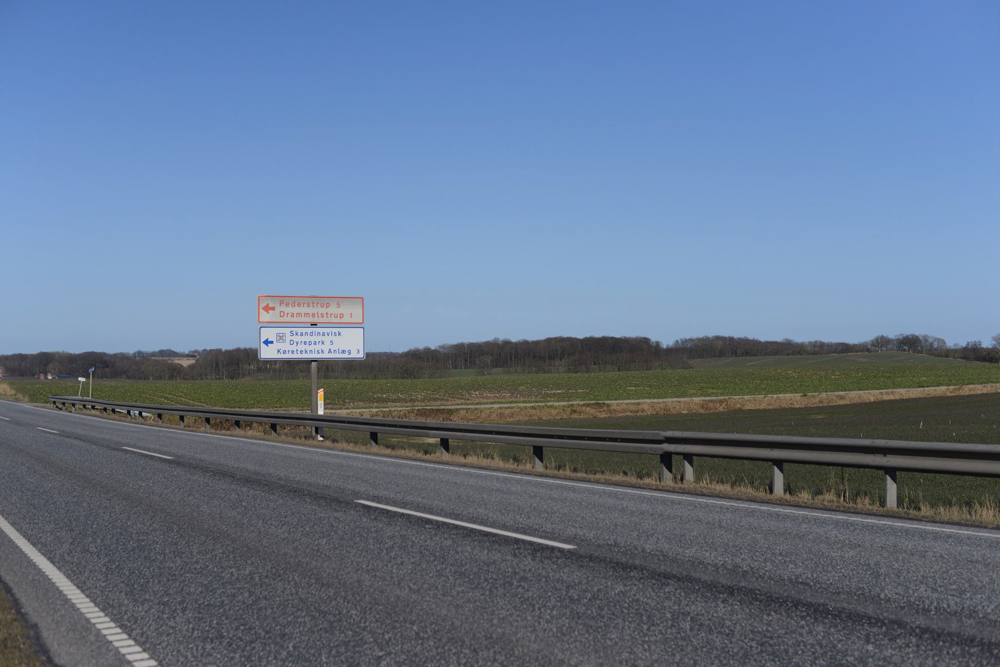 Pederstrup 5
Drammelstrup 1
Skandinavisk
Dyrepark 5
Køreteknisk Anlæg 3